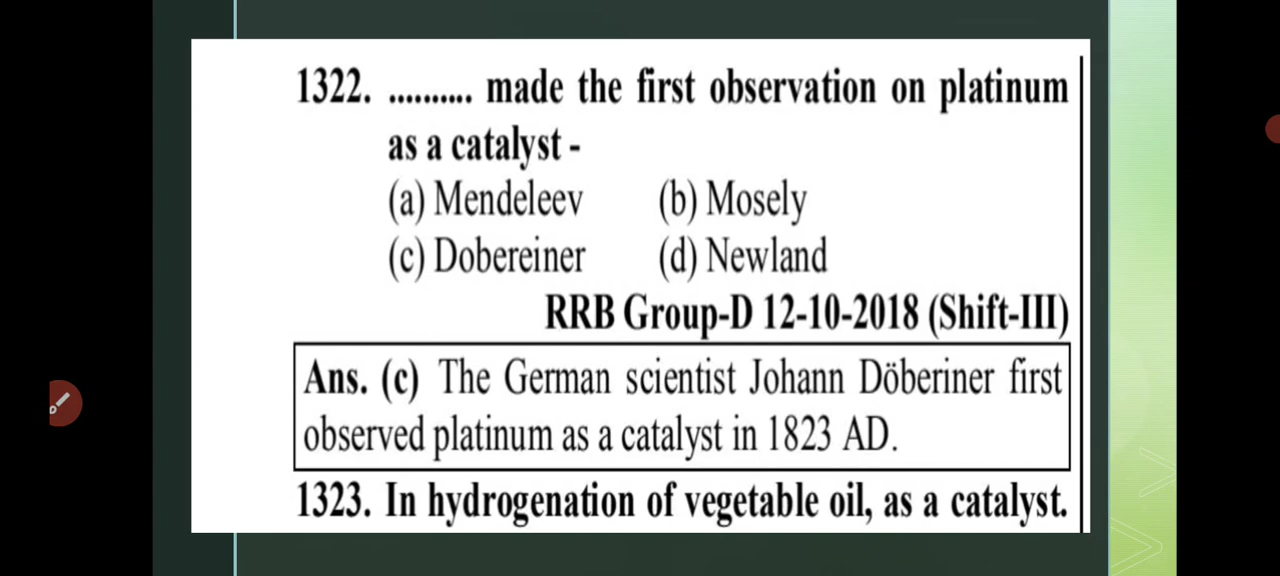 1322. .......... made the first observation on platinum
as a catalyst -
(a) Mendeleev (b) Mosely
(c) Dobereiner (d) Newland
RRB Group-D 12-10-2018 (Shift-III)
Ans. (c) The German scientist Johann Döberiner first
observed platinum as a catalyst in 1823 AD.
1323. In hydrogenation of vegetable oil, as a catalyst.